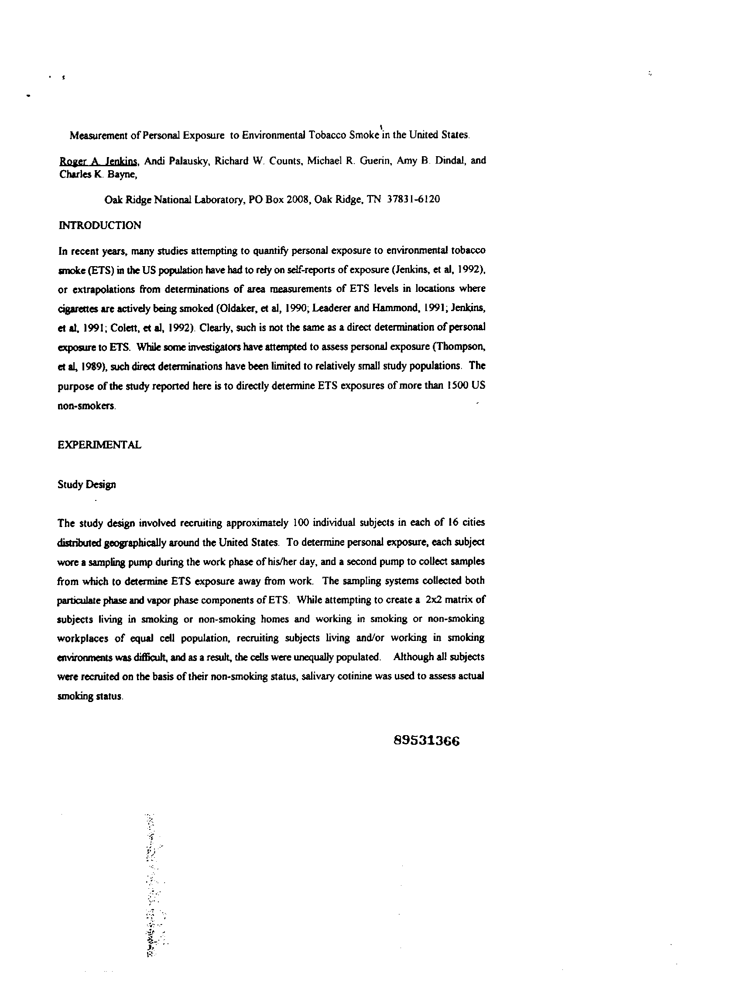 Measurement of Personal Exposure to Environmental Tobacco Smoke in the United States.
Roger A. Jenkins, Andi Palausky, Richard W. Counts, Michael R. Guerin, Amy B. Dindal, and
Charles K. Bayne,
Oak Ridge National Laboratory, PO Box 2008, Oak Ridge, TN 37831-6120
INTRODUCTION
In recent years, many studies attempting to quantify personal exposure to environmental tobacco
smoke (ETS) in the US population have had to rely on self-reports of exposure (Jenkins, et al, 1992),
or extrapolations from determinations of area measurements of ETS levels in locations where
cigarettes are actively being smoked (Oldaker, et al, 1990; Leaderer and Hammond, 1991; Jenkins,
et al, 1991; Colett, et al, 1992). Clearly, such is not the same as a direct determination of personal
exposure to ETS. While some investigators have attempted to assess personal exposure (Thompson,
et al, 1989), such direct determinations have been limited to relatively small study populations. The
purpose of the study reported here is to directly determine ETS exposures of more than 1500 US
non-smokers.
EXPERIMENTAL
Study Design
The study design involved recruiting approximately 100 individual subjects in each of 16 cities
distributed geographically around the United States. To determine personal exposure, each subject
wore a sampling pump during the work phase of his/her day, and a second pump to collect samples
from which to determine ETS exposure away from work. The sampling systems collected both
particulate phase and vapor phase components of ETS. While attempting to create a 2x2 matrix of
subjects living in smoking or non-smoking homes and working in smoking or non-smoking
workplaces of equal cell population, recruiting subjects living and/or working in smoking
environments was difficult, and as a result, the cells were unequally populated. Although all subjects
were recruited on the basis of their non-smoking status, salivary cotinine was used to assess actual
smoking status.
89531366